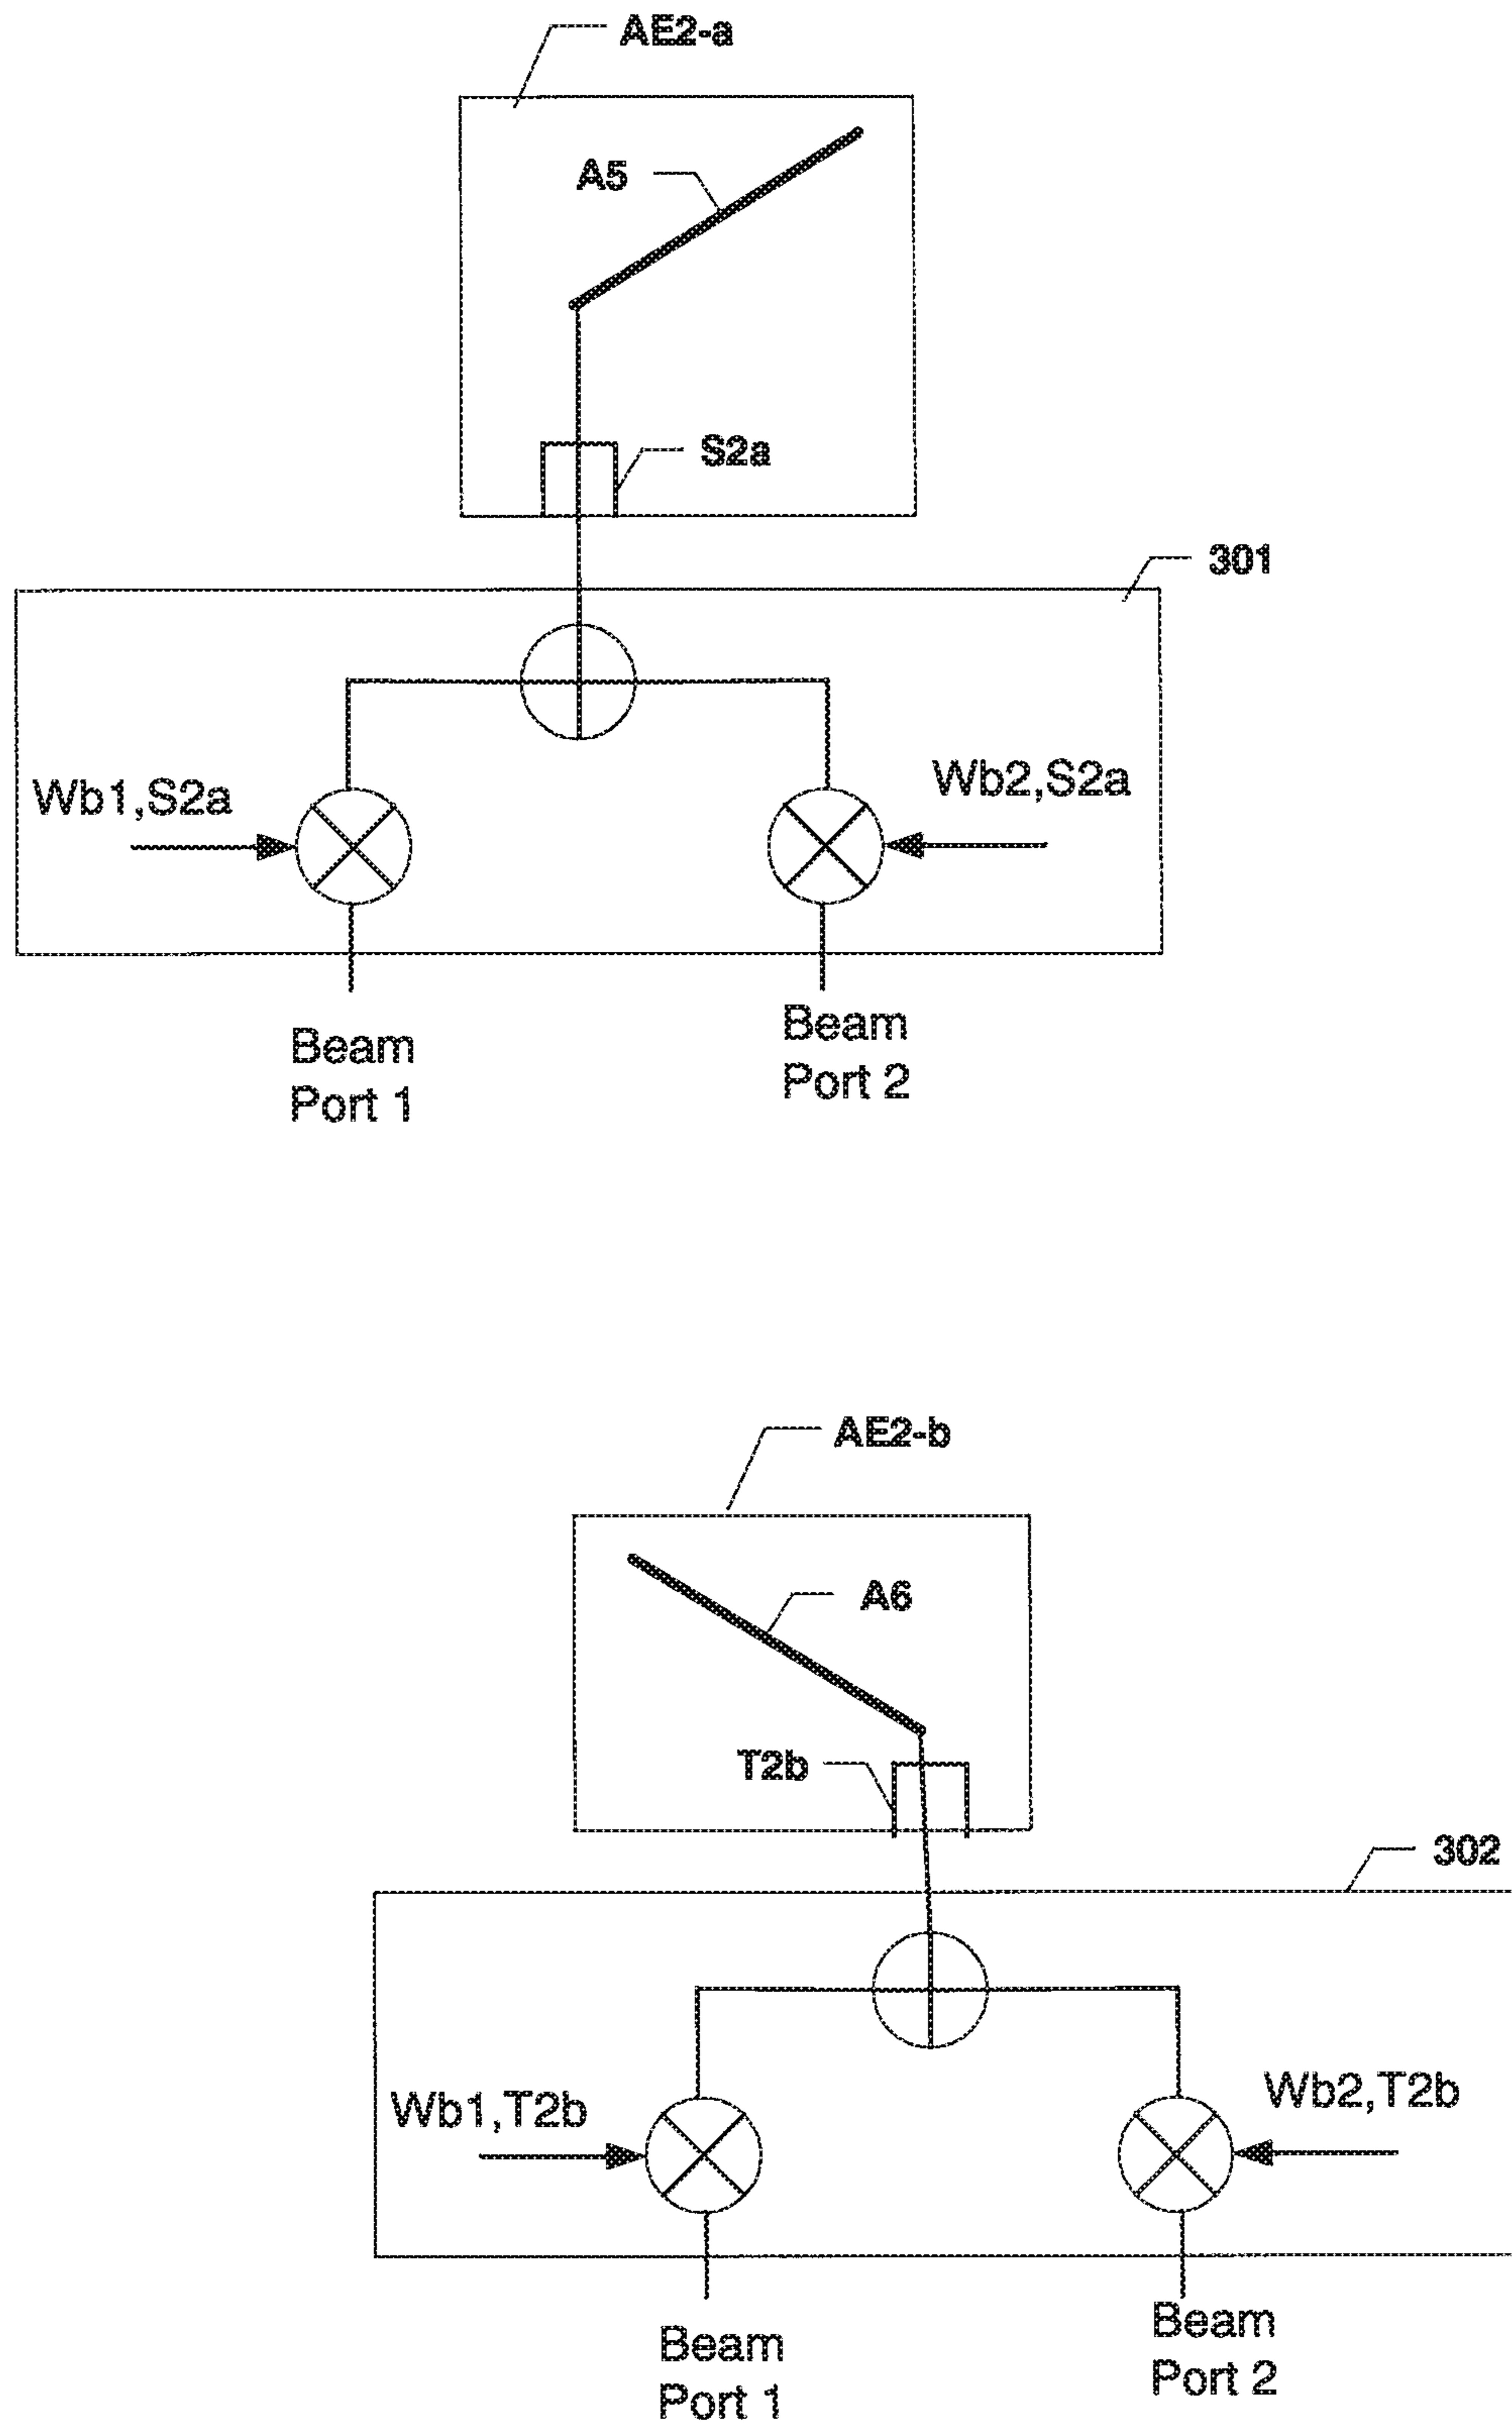 AE2-a
A5
S2a
301
Wb1,S2a
Wb2,S2a
Beam
Port 1
Beam
Port 2
AE2-b
A6
T2b
302
Wb1,T2b
Wb2,T2b
Beam
Port 1
Beam
Port 2